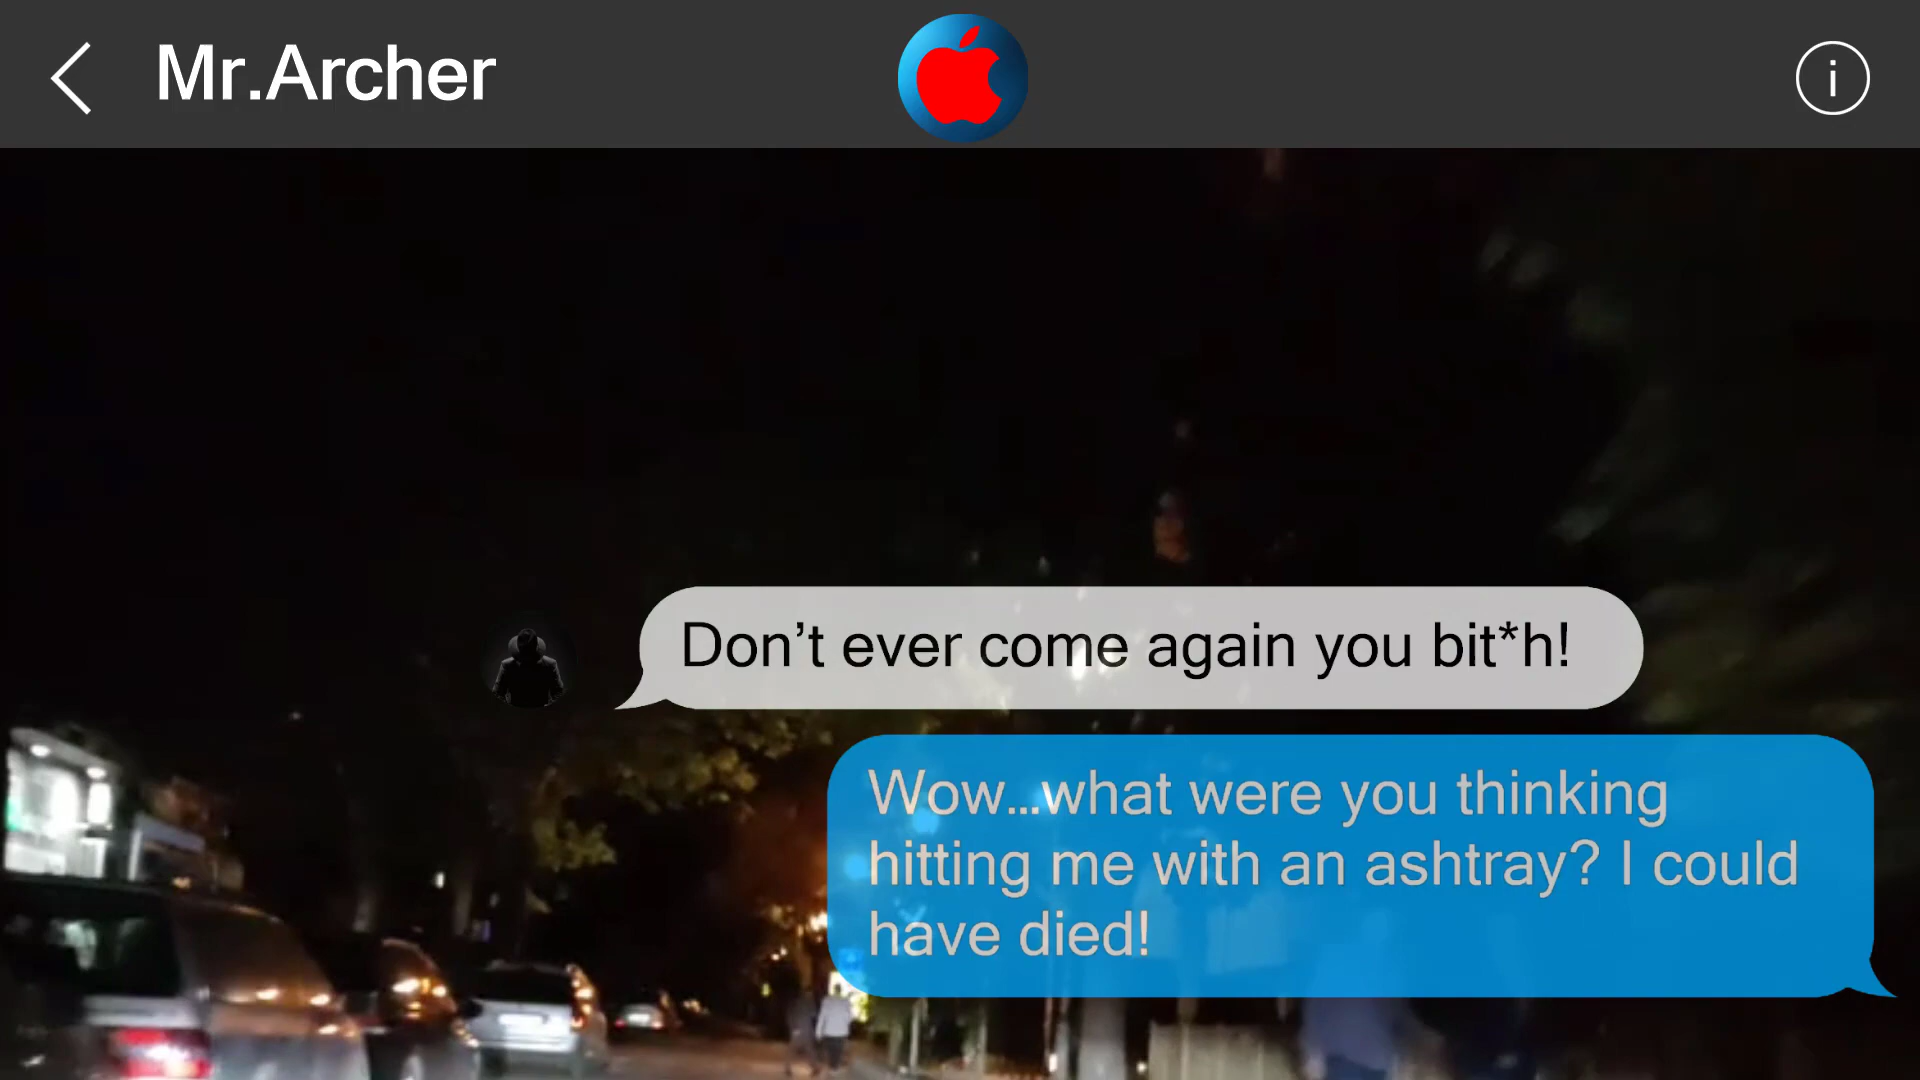 Mr.Archer
i
Don’t ever come again you bit*h!
Wow...what were you thinking
hitting me with an ashtray? I could
have died!